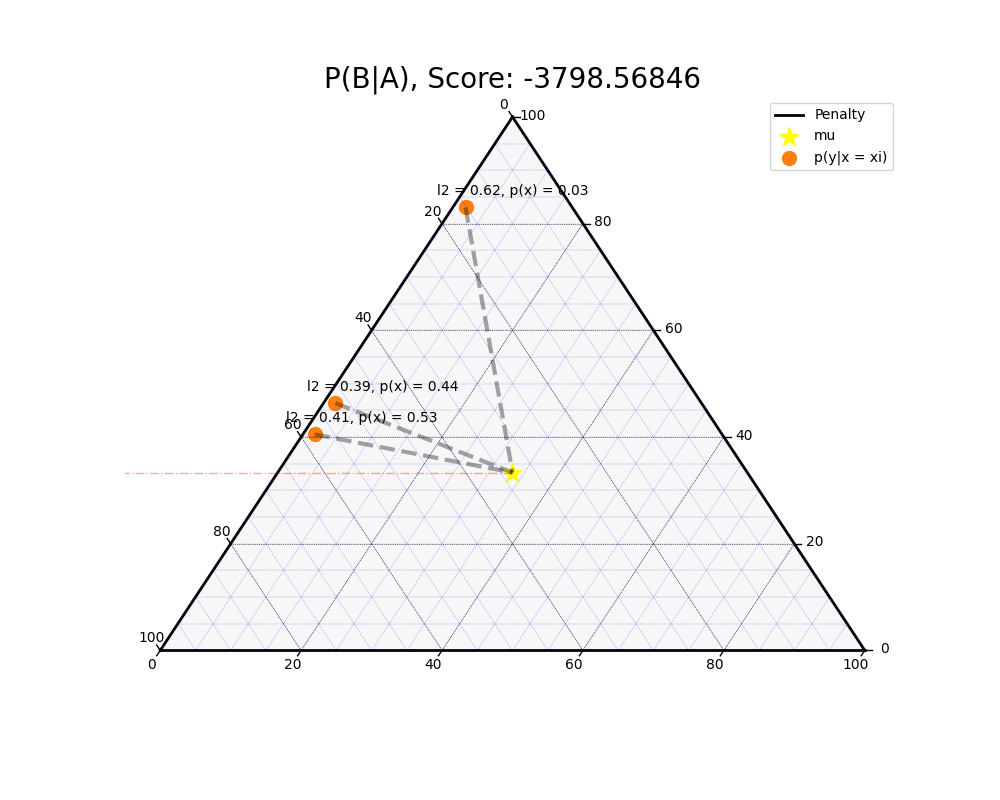 P(B|A), Score: -3798.56846
0
100
Penalty
mu
p(y|x = xi)
l2 = 0.62, p(x) = 0.03
20
80
40
60
l2 = 0.39, p(x) = 0.44
l2 = 0.41, p(x) = 0.53
60
40
80
20
100
0
0
20
40
60
80
100